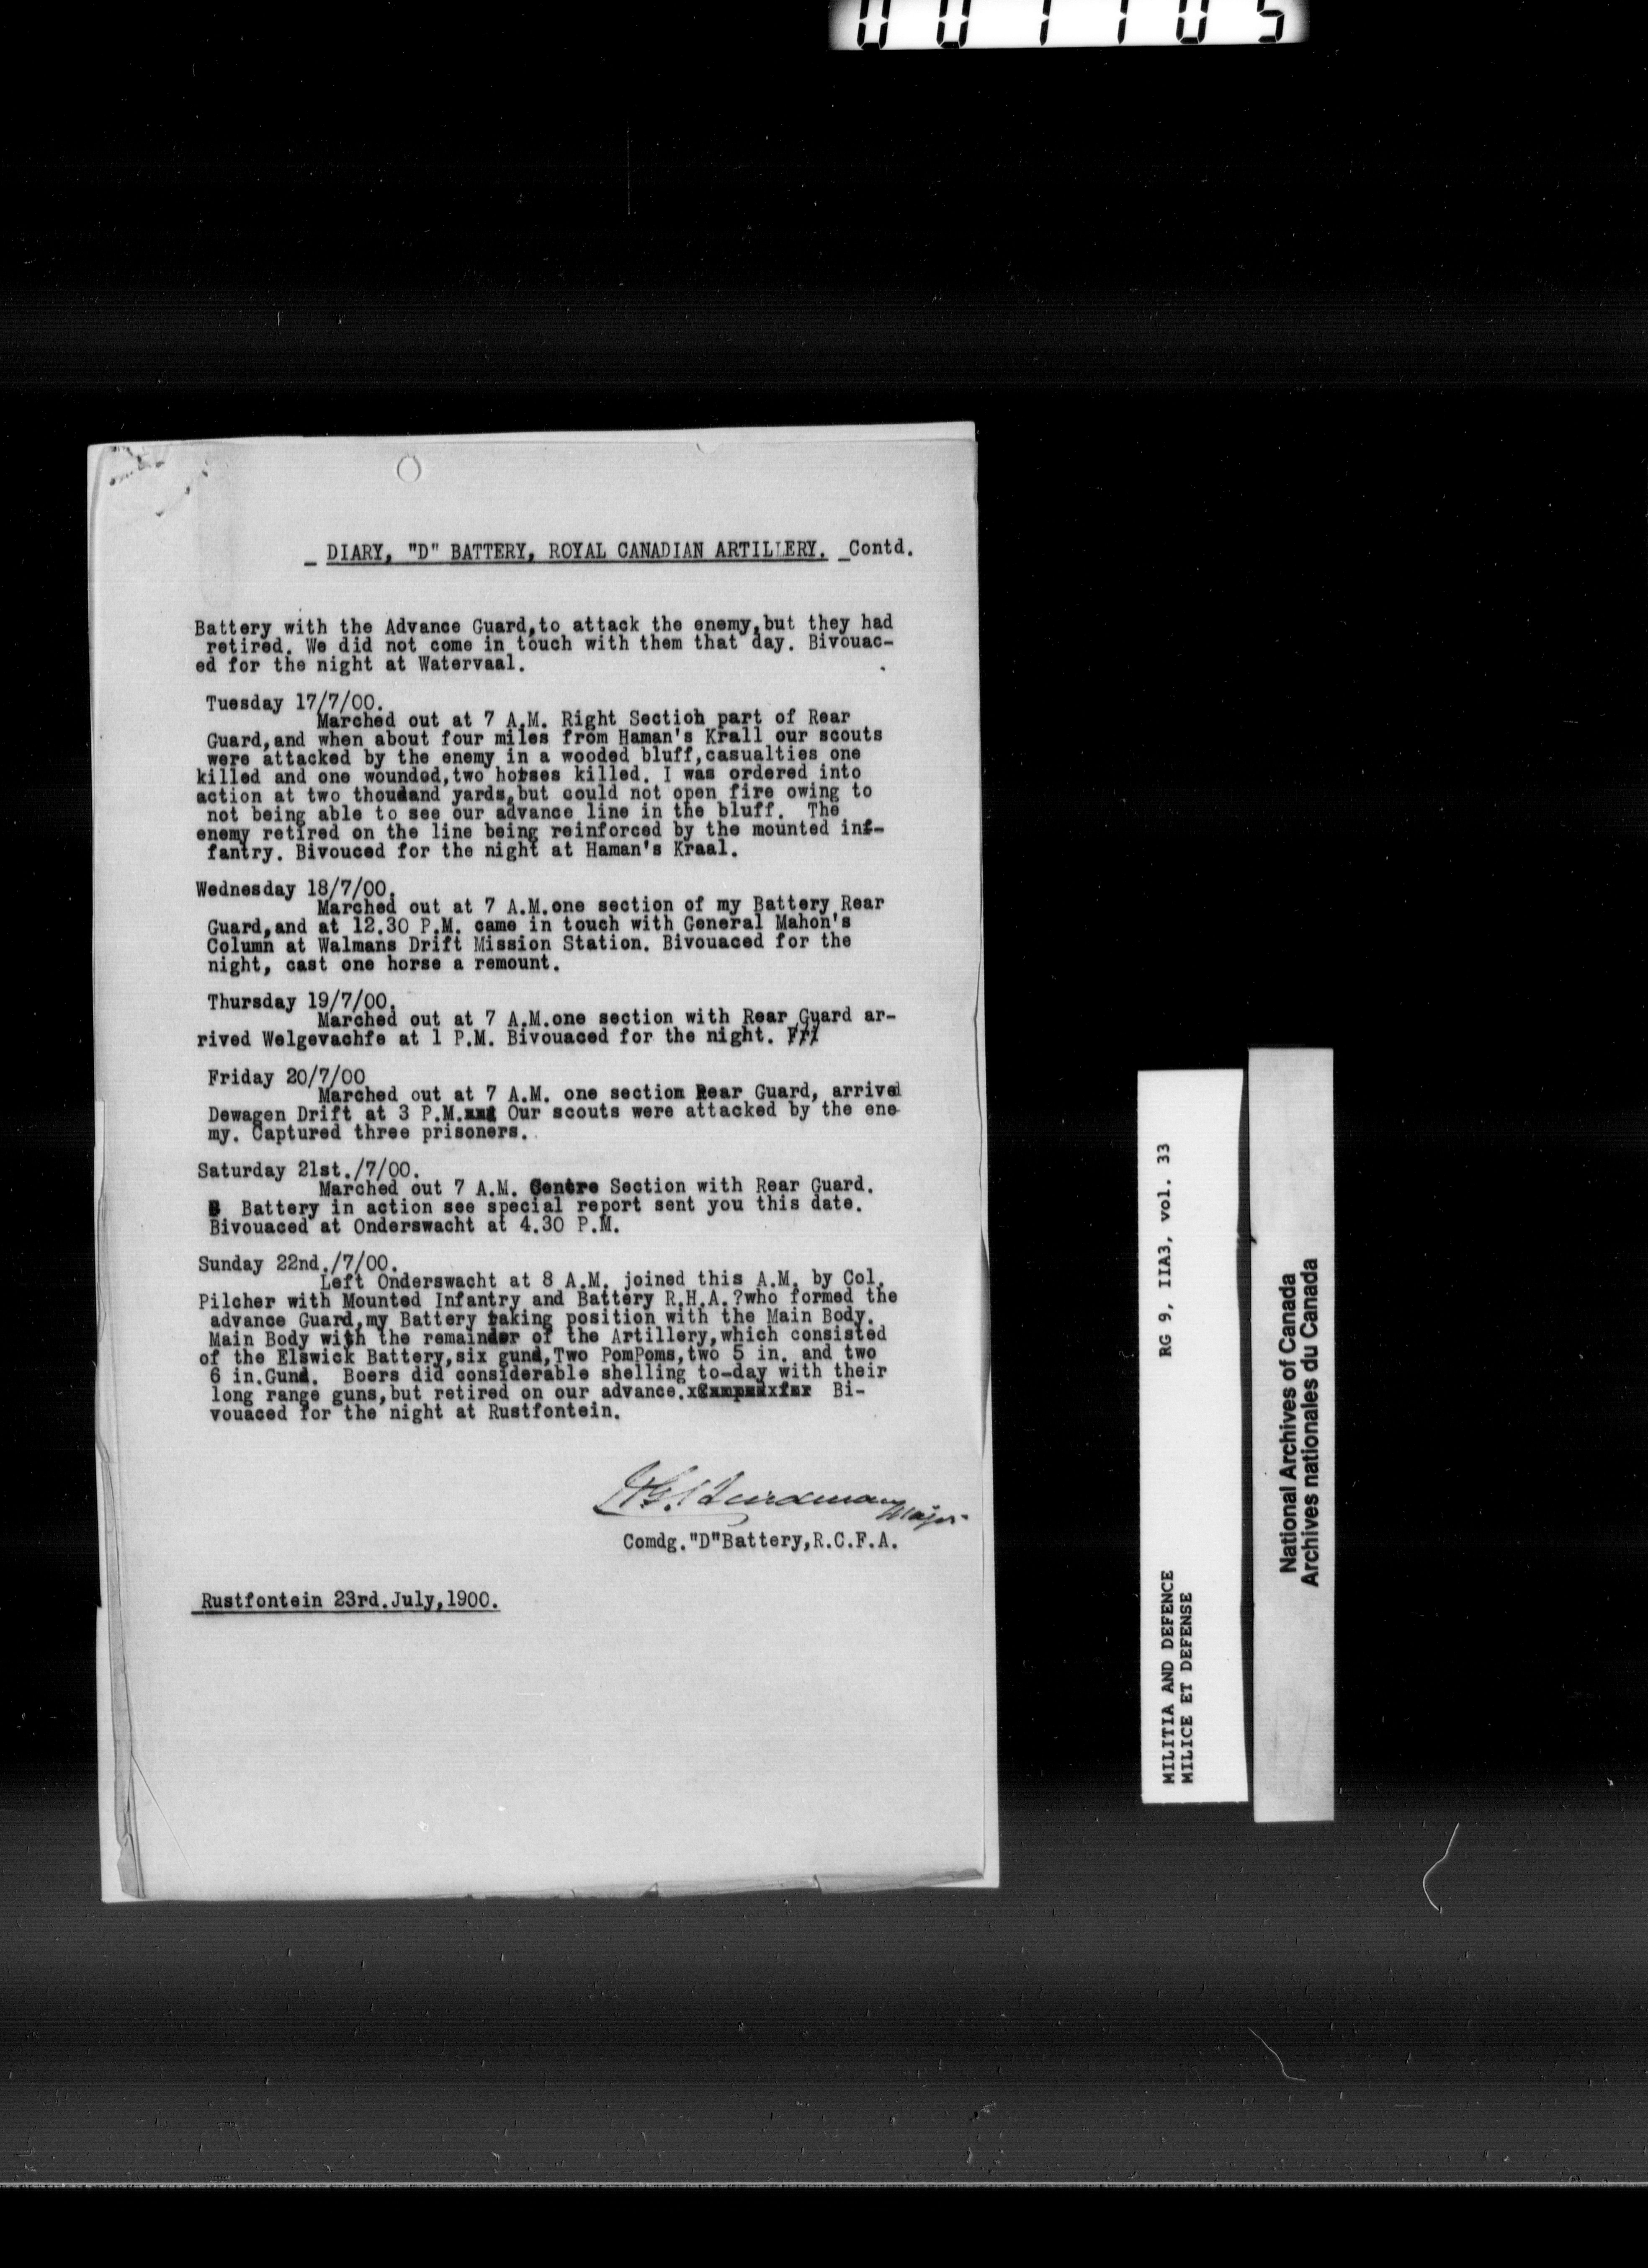 001105
DIARY, "D" BATTERY, ROYAL CANADIAN ARTILLERY. Contd.
Battery with the Advance Guard,to attack the enemy,but they had
retired. We did not come in touch with them that day. Bivouac-
ed for the night at Watervaal.
Tuesday 17/7/00.
Marched out at 7 A.M. Right Section part of Rear
Guard,and when about four miles from Haman's Krall our scouts
were attacked by the enemy in a wooded bluff,casualties one
killed and one wounded,two horses killed. I was ordered into
action at two thousand yards,but could not open fire owing to
not being able to see our advance line in the bluff. The
enemy retired on the line being reinforced by the mounted inf-
fantry. Bivouced for the night at Haman's Kraal.
Wednesday 18/7/00.
Marched out at 7 A.M.one section of my Battery Rear
Guard,and at 12.30 P.M. came in touch with General Mahon's
Column at Walmans Drift Mission Station. Bivouaced for the
night, cast one horse a remount.
Thursday 19/7/00.
Marched out at 7 A.M.one section with Rear Guard ar-
rived Welgevachfe at 1 P.M. Bivouaced for the night. Fri
Friday 20/7/00
Marched out at 7 A.M. one section Rear Guard, arrived
Dewagen Drift at 3 P.M. Our scouts were attacked by the ene-
my. Captured three prisoners.
Saturday 21st./7/00.
Marched out 7 A.M. Centre Section with Rear Guard.
Battery in action see special report sent you this date.
Bivouaced at Onderswacht at 4.30 P.M.
Sunday 22nd./7/00.
Left Onderswacht at 8 A.M. joined this A.M. by Col.
Pilcher with Mounted Infantry and Battery R.H.A.?who formed the
advance Guard,my Battery taking position with the Main Body.
Main Body with the remainder of the Artillery,which consisted
of the Elswick Battery,six guns,Two PomPoms,two 5 in. and two
6 in.Guns. Boers did considerable shelling to-day with their
long range guns,but retired on our advance. Bi-
vouaced for the night at Rustfontein.
Major
Comdg."D"Battery,R.C.F.A.
Rustfontein 23rd.July,1900.
MILITIA AND DEFENCE RG 9, IIA3, vol. 33
MILICE ET DEFENSE
National Archives of Canada
Archives nationales du Canada